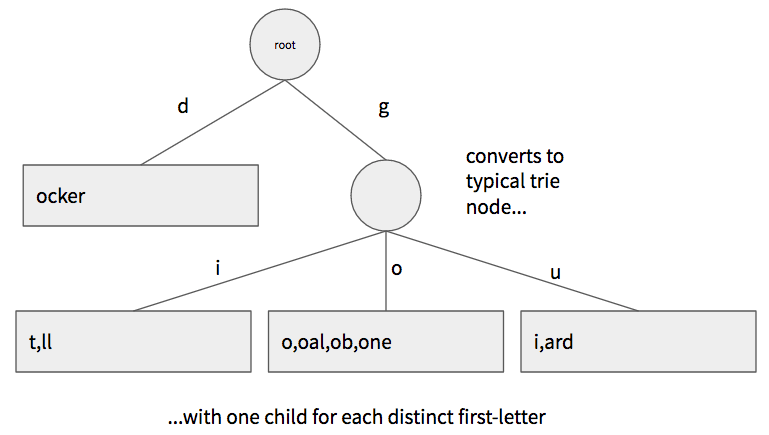 root
d
g
converts to
typical trie
node...
ocker
i
o
u
t,ll
o,oal,ob,one
i,ard
...with one child for each distinct first-letter